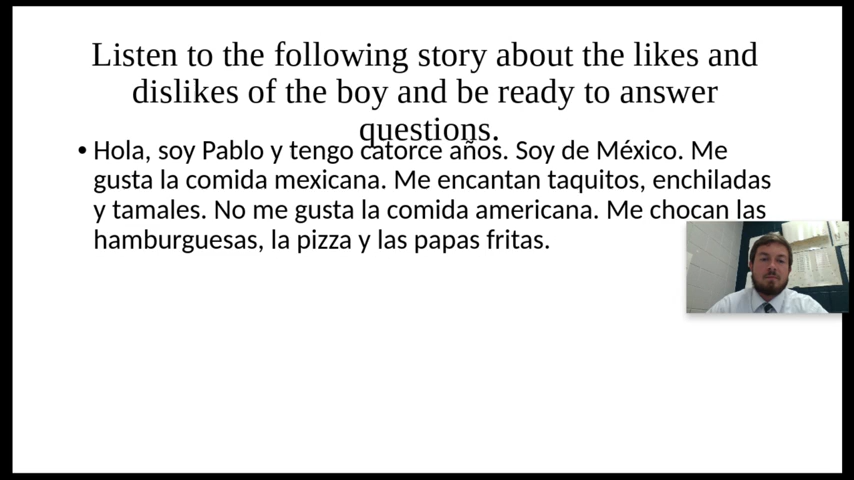 Listen to the following story about the likes and
dislikes of the boy and be ready to answer
questions.
• Hola, soy Pablo y tengo catorce años. Soy de México. Me
gusta la comida mexicana. Me encantan taquitos, enchiladas
y tamales. No me gusta la comida americana. Me chocan las
hamburguesas, la pizza y las papas fritas.